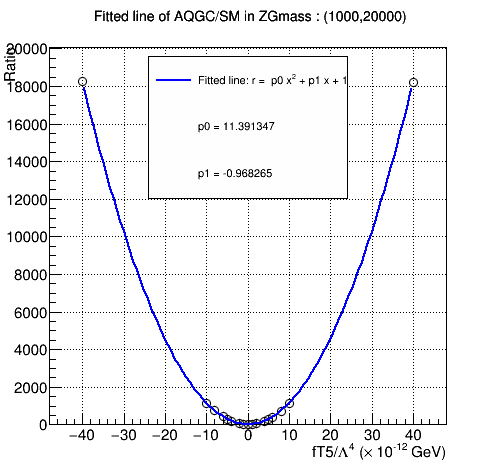 Fitted line of AQGC/SM in ZGmass : (1000,20000)
Ratio
20000
18000
16000
14000
12000
10000
8000
6000
4000
2000
0
Fitted line: r = p0 x² + p1 x + 1
p0 = 11.391347
p1 = -0.968265
−40 −30 −20 −10 0 10 20 30 40
fT5/Λ⁴ (× 10⁻¹² GeV)